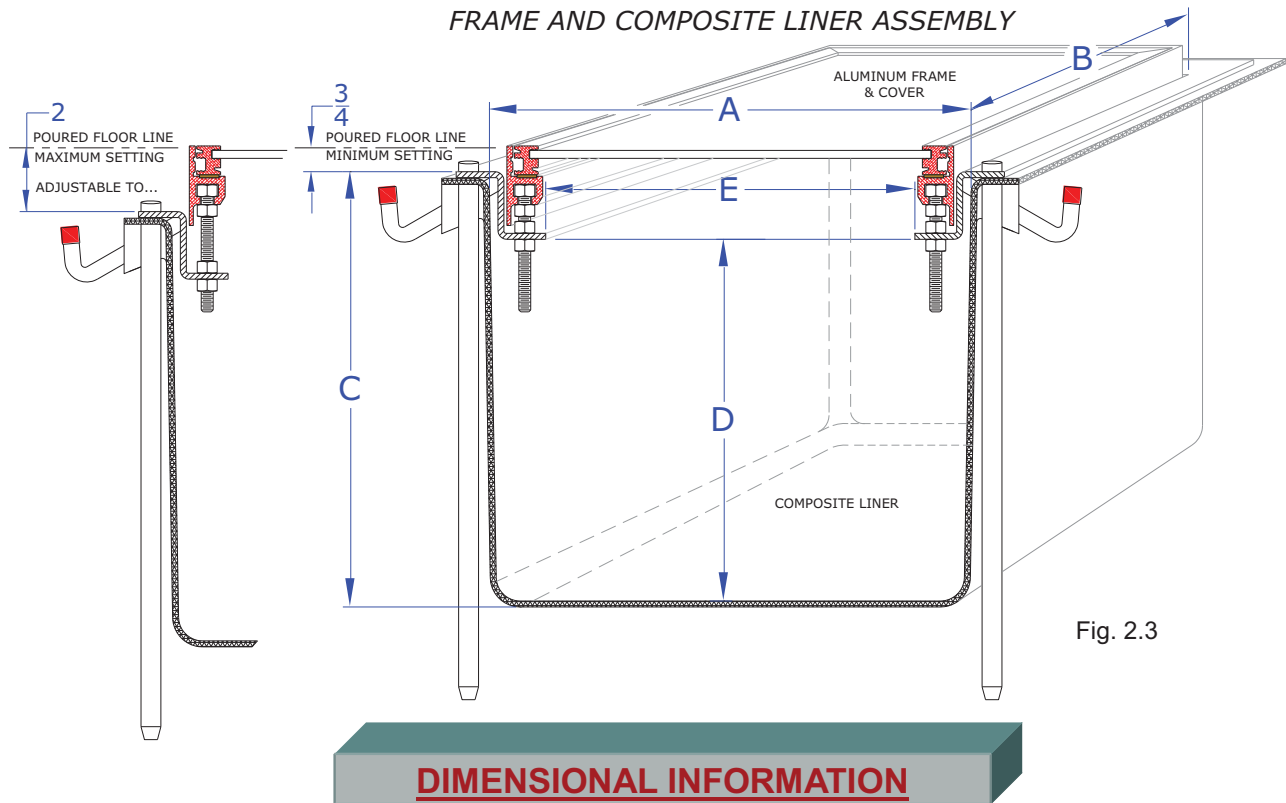 FRAME AND COMPOSITE LINER ASSEMBLY
B
ALUMINUM FRAME
& COVER
A
2
POURED FLOOR LINE
MAXIMUM SETTING
ADJUSTABLE TO...
3
4
POURED FLOOR LINE
MINIMUM SETTING
E
C
D
COMPOSITE LINER
Fig. 2.3
DIMENSIONAL INFORMATION